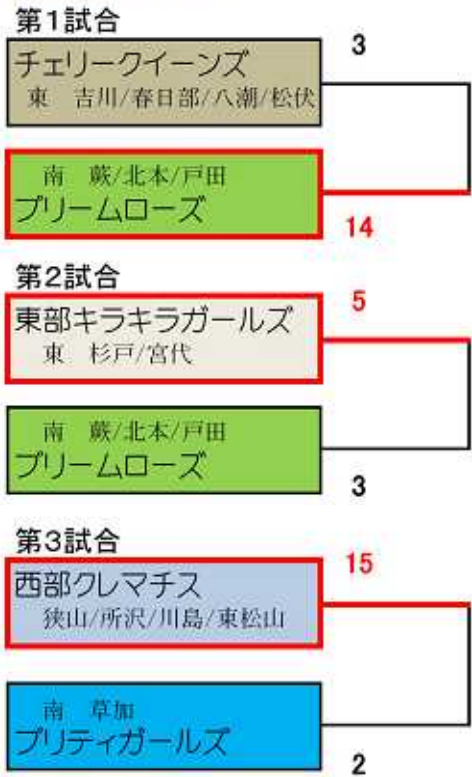 第1試合
3
チェリークイーンズ
東 吉川/春日部/八潮/松伏
南 蕨/北本/戸田
プリームローズ
14
第2試合
5
東部キラキラガールズ
東 杉戸/宮代
南 蕨/北本/戸田
プリームローズ
3
第3試合
15
西部クレマチス
狭山/所沢/川島/東松山
南 草加
プリティガールズ
2